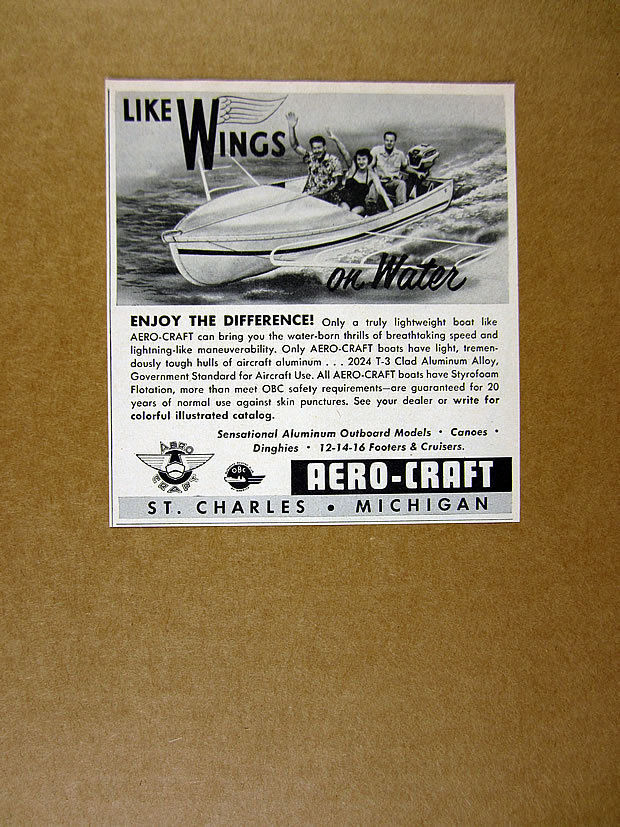 LIKE WINGS
on Water
ENJOY THE DIFFERENCE! Only a truly lightweight boat like
AERO-CRAFT can bring you the water-born thrills of breathtaking speed and
lightning-like maneuverability. Only AERO-CRAFT boats have light, tremen-
dously tough hulls of aircraft aluminum . . . 2024 T-3 Clad Aluminum Alloy,
Government Standard for Aircraft Use. All AERO-CRAFT boats have Styrofoam
Flotation, more than meet OBC safety requirements—are guaranteed for 20
years of normal use against skin punctures. See your dealer or write for
colorful illustrated catalog.
Sensational Aluminum Outboard Models • Canoes •
Dinghies • 12-14-16 Footers & Cruisers.
AERO
CRAFT
OBC
AERO-CRAFT
ST. CHARLES • MICHIGAN